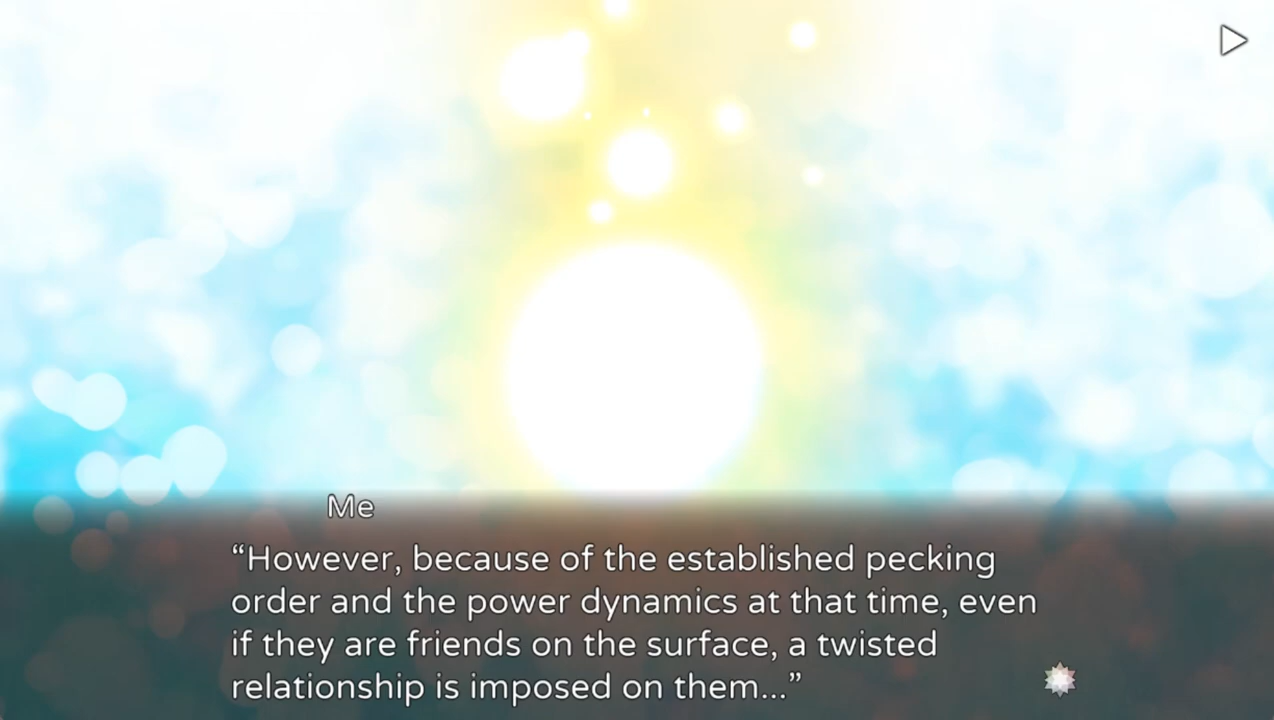 Me
“However, because of the established pecking
order and the power dynamics at that time, even
if they are friends on the surface, a twisted
relationship is imposed on them...”